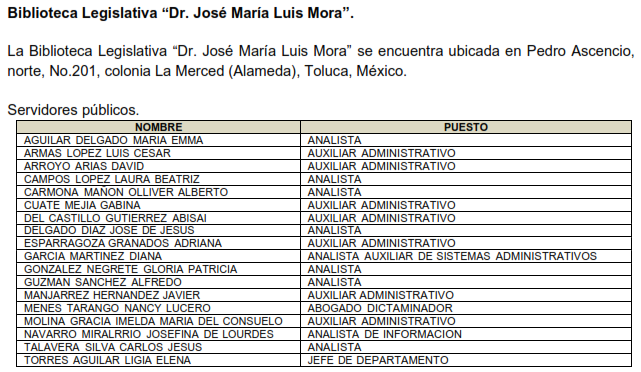 Biblioteca Legislativa “Dr. José María Luis Mora”.
La Biblioteca Legislativa “Dr. José María Luis Mora” se encuentra ubicada en Pedro Ascencio,
norte, No.201, colonia La Merced (Alameda), Toluca, México.
Servidores públicos.
NOMBRE PUESTO
AGUILAR DELGADO MARIA EMMA ANALISTA
ARMAS LOPEZ LUIS CESAR AUXILIAR ADMINISTRATIVO
ARROYO ARIAS DAVID AUXILIAR ADMINISTRATIVO
CAMPOS LOPEZ LAURA BEATRIZ ANALISTA
CARMONA MAÑON OLLIVER ALBERTO ANALISTA
CUATE MEJIA GABINA AUXILIAR ADMINISTRATIVO
DEL CASTILLO GUTIERREZ ABISAI AUXILIAR ADMINISTRATIVO
DELGADO DIAZ JOSE DE JESUS ANALISTA
ESPARRAGOZA GRANADOS ADRIANA AUXILIAR ADMINISTRATIVO
GARCIA MARTINEZ DIANA ANALISTA AUXILIAR DE SISTEMAS ADMINISTRATIVOS
GONZALEZ NEGRETE GLORIA PATRICIA ANALISTA
GUZMAN SANCHEZ ALFREDO ANALISTA
MANJARREZ HERNANDEZ JAVIER AUXILIAR ADMINISTRATIVO
MENES TARANGO NANCY LUCERO ABOGADO DICTAMINADOR
MOLINA GRACIA IMELDA MARIA DEL CONSUELO AUXILIAR ADMINISTRATIVO
NAVARRO MIRALRRIO JOSEFINA DE LOURDES ANALISTA DE INFORMACION
TALAVERA SILVA CARLOS JESUS ANALISTA
TORRES AGUILAR LIGIA ELENA JEFE DE DEPARTAMENTO